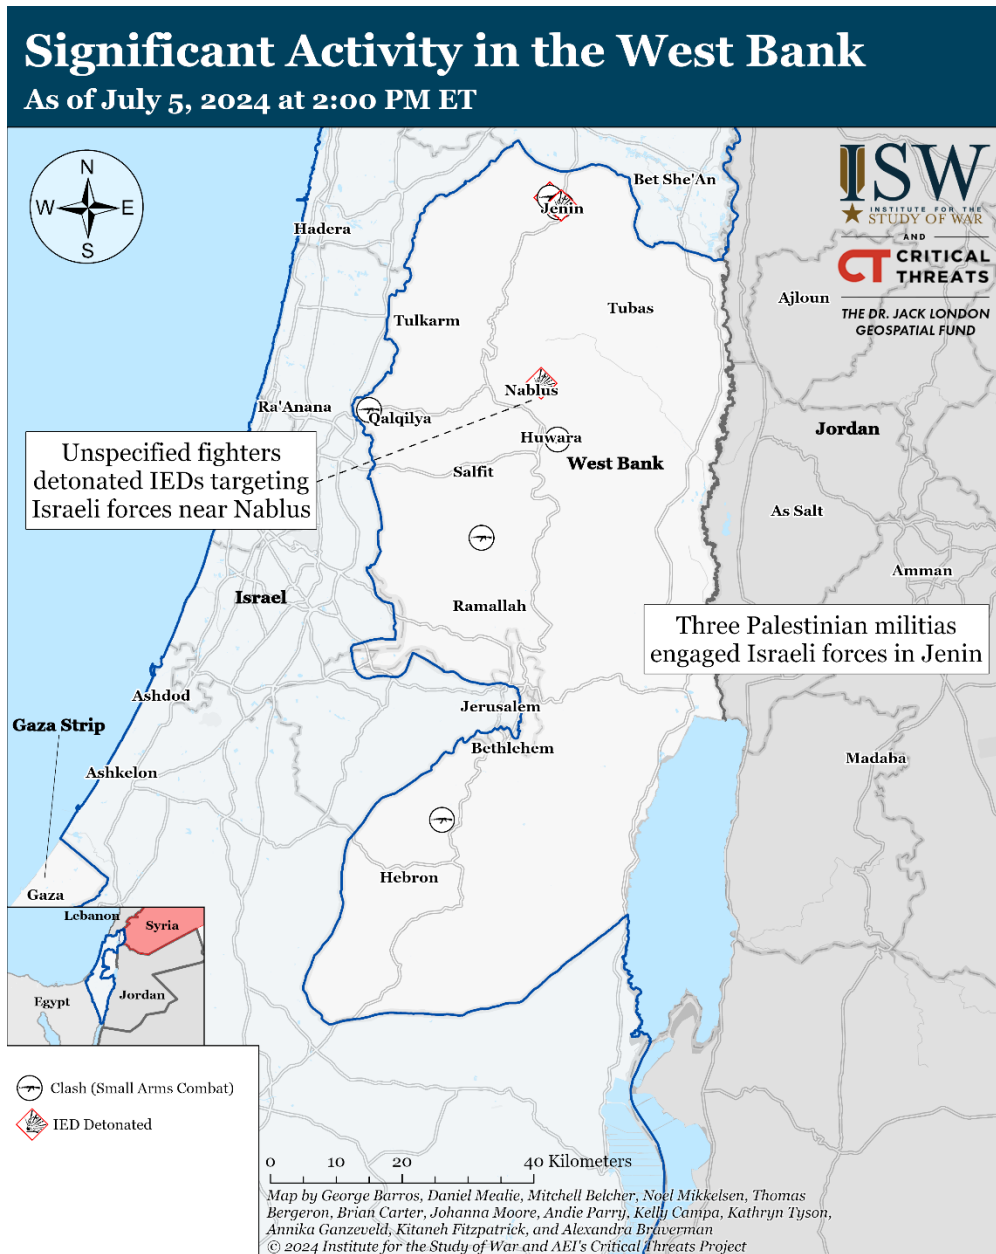 Significant Activity in the West Bank
As of July 5, 2024 at 2:00 PM ET
N
W E
S
ISW
INSTITUTE FOR THE
STUDY OF WAR
AND
CT CRITICAL
THREATS
THE DR. JACK LONDON
GEOSPATIAL FUND
Bet She'An
Jenin
Hadera
Ajloun
Tubas
Tulkarm
Nablus
Ra'Anana
Qalqilya
Jordan
Huwara
West Bank
Unspecified fighters
detonated IEDs targeting
Israeli forces near Nablus
Salfit
As Salt
Amman
Israel
Ramallah
Three Palestinian militias
engaged Israeli forces in Jenin
Ashdod
Jerusalem
Gaza Strip
Bethlehem
Madaba
Ashkelon
Hebron
Gaza
Lebanon
Syria
Egypt
Jordan
Clash (Small Arms Combat)
IED Detonated
0 10 20 40 Kilometers
Map by George Barros, Daniel Mealie, Mitchell Belcher, Noel Mikkelsen, Thomas
Bergeron, Brian Carter, Johanna Moore, Andie Parry, Kelly Campa, Kathryn Tyson,
Annika Ganzeveld, Kitaneh Fitzpatrick, and Alexandra Braverman
© 2024 Institute for the Study of War and AEI's Critical Threats Project